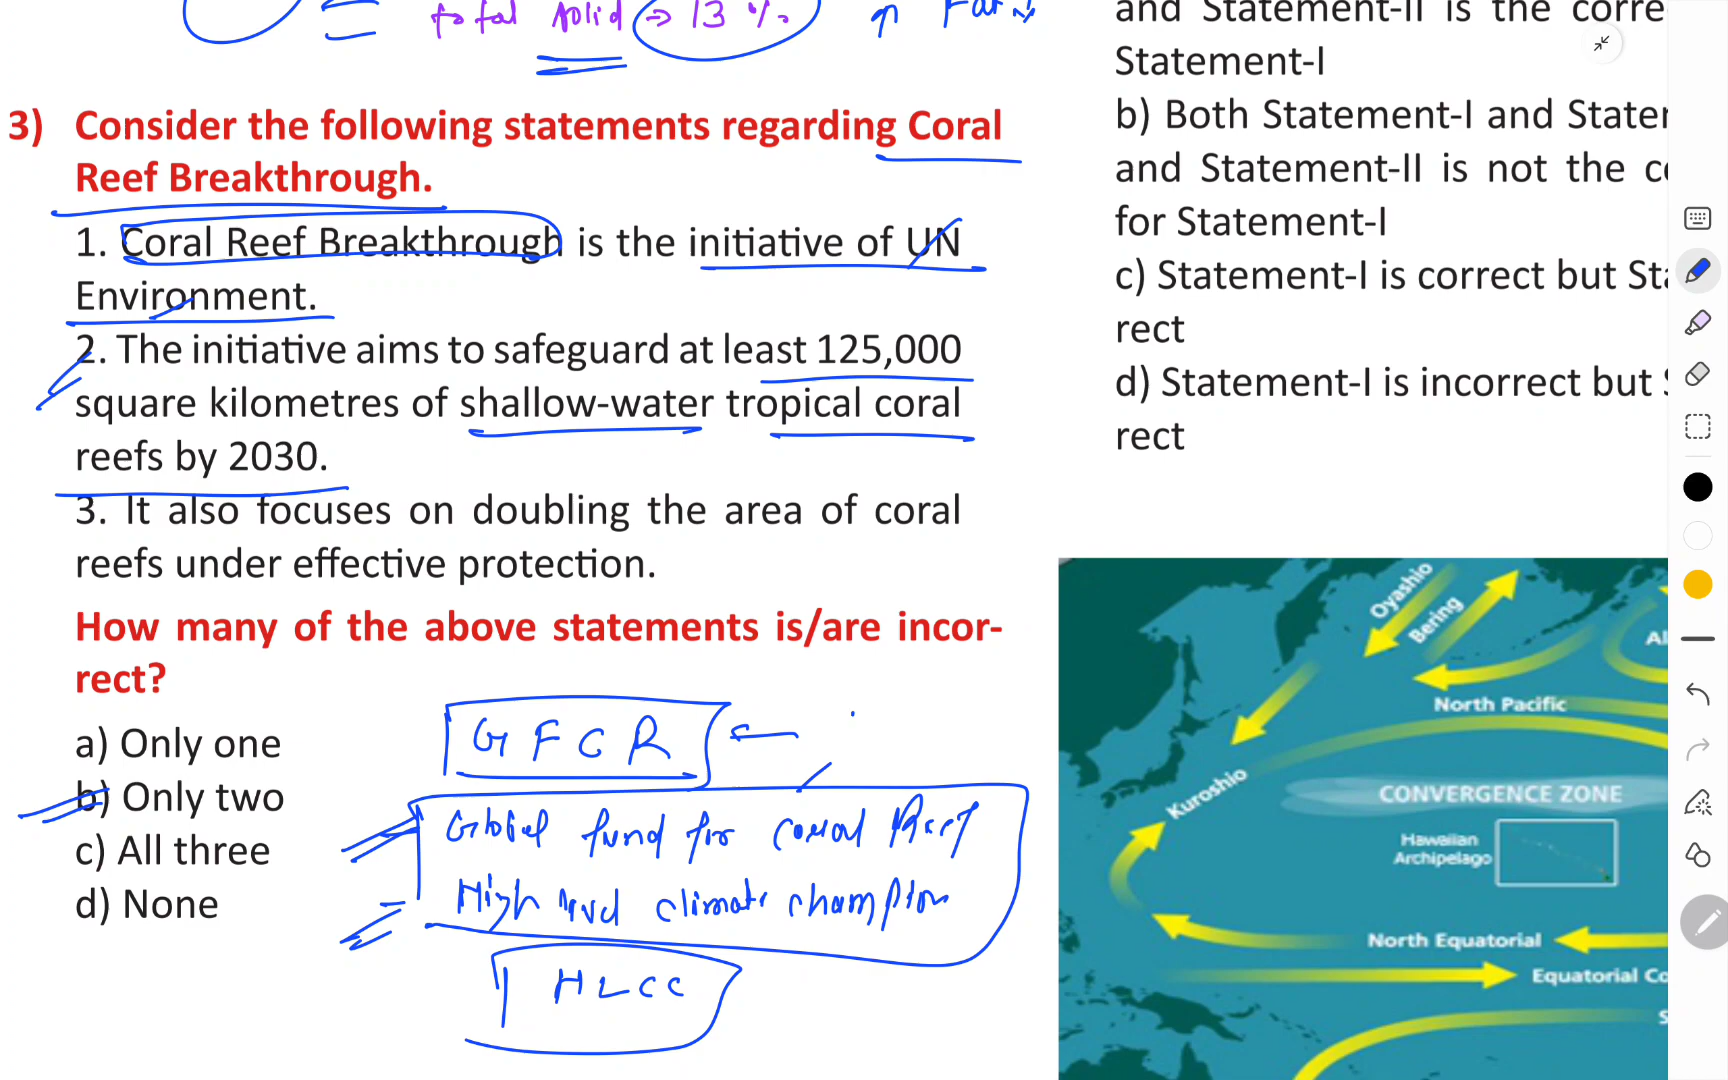 total solid → 13 %
3) Consider the following statements regarding Coral
Reef Breakthrough.
1. Coral Reef Breakthrough is the initiative of UN
Environment.
2. The initiative aims to safeguard at least 125,000
square kilometres of shallow-water tropical coral
reefs by 2030.
3. It also focuses on doubling the area of coral
reefs under effective protection.
How many of the above statements is/are incor-
rect?
a) Only one
b) Only two
c) All three
d) None
G F C R
Global fund for coral Reef
High level climate champion
HLCC
and Statement-II is the corre
Statement-I
b) Both Statement-I and State
and Statement-II is not the c
for Statement-I
c) Statement-I is correct but St
rect
d) Statement-I is incorrect but
rect
Oyashio
Bering
Al
North Pacific
Kuroshio
CONVERGENCE ZONE
Hawaiian
Archipelago
North Equatorial
Equatorial Co
S